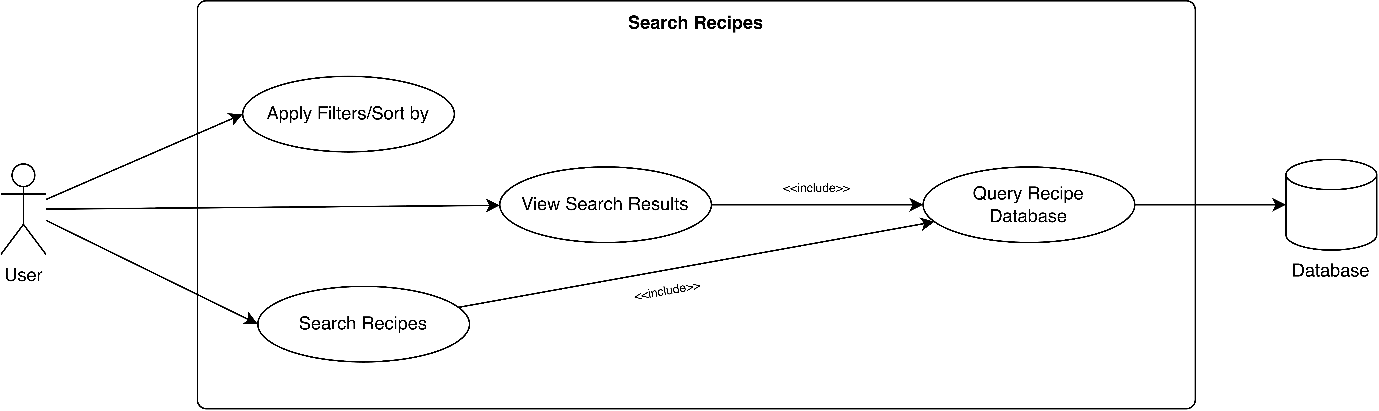 Search Recipes
Apply Filters/Sort by
View Search Results
<<include>>
Query Recipe
Database
User
Database
<<include>>
Search Recipes